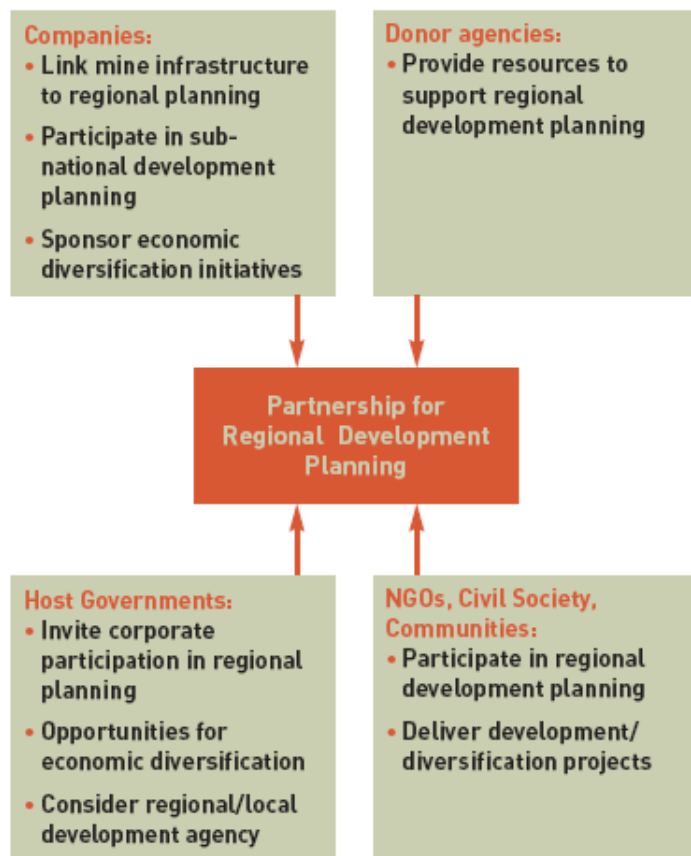 Companies:
• Link mine infrastructure
to regional planning
• Participate in sub-
national development
planning
• Sponsor economic
diversification initiatives
Donor agencies:
• Provide resources to
support regional
development planning
Partnership for
Regional Development
Planning
Host Governments:
• Invite corporate
participation in regional
planning
• Opportunities for
economic diversification
• Consider regional/local
development agency
NGOs, Civil Society,
Communities:
• Participate in regional
development planning
• Deliver development/
diversification projects